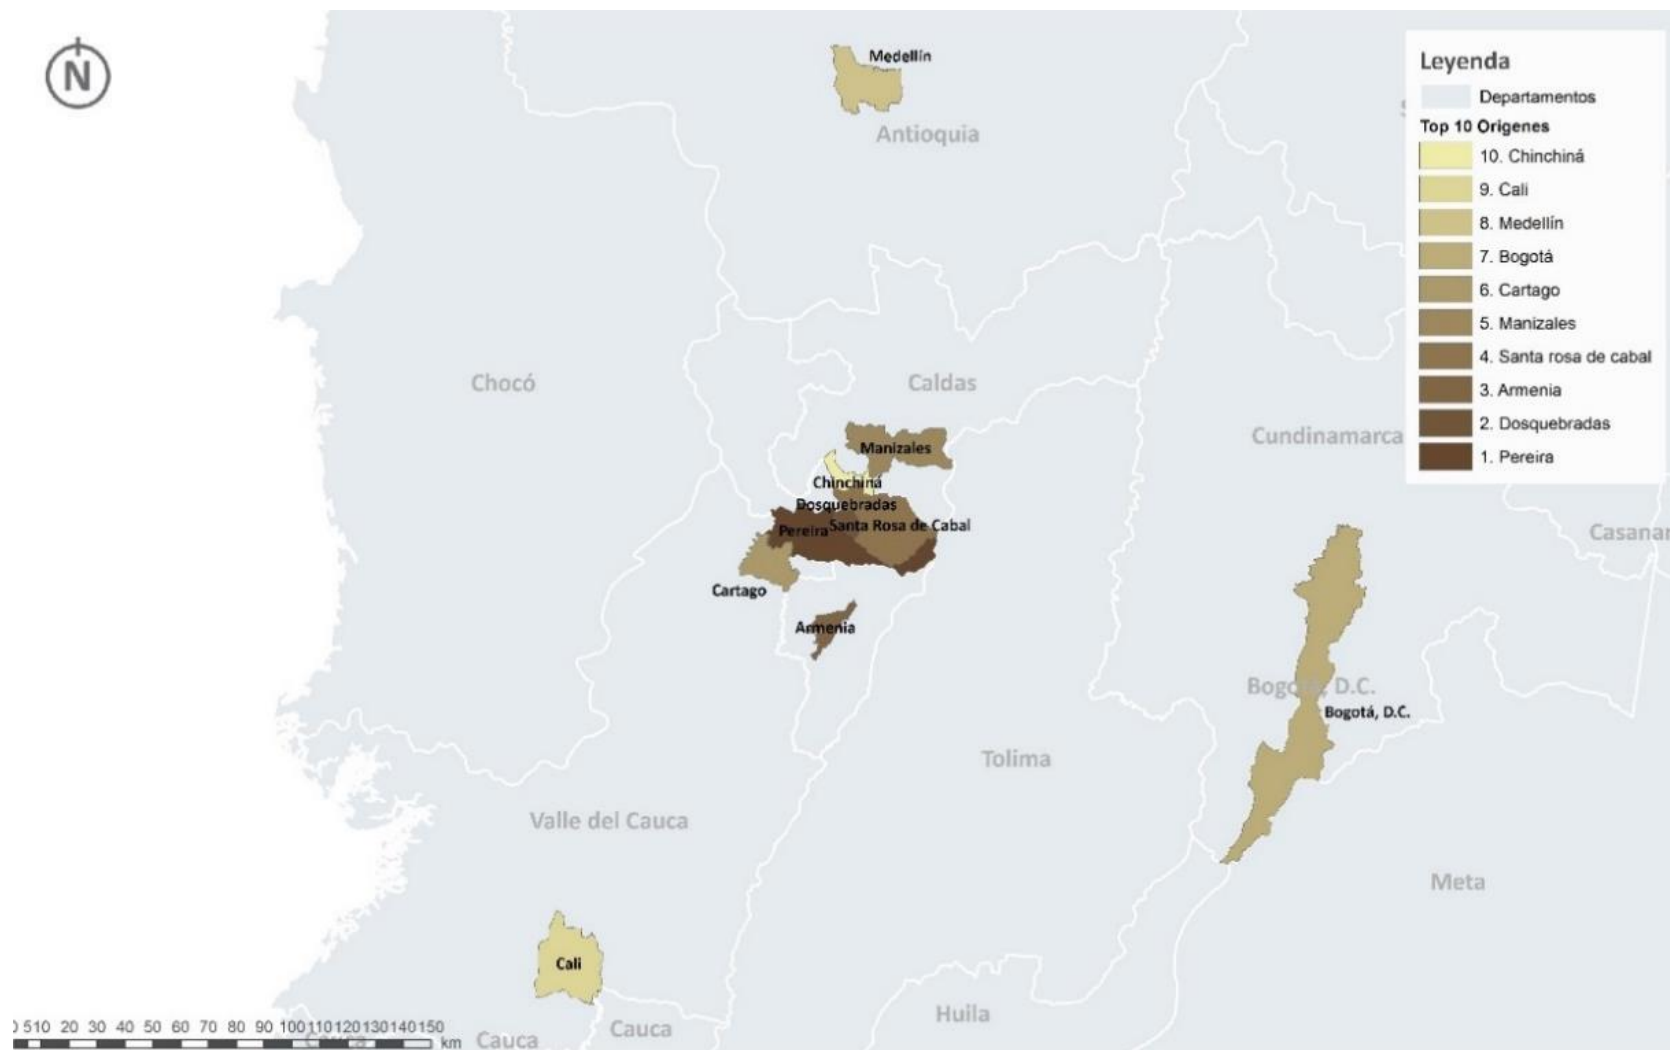 N
Medellín
Antioquia
Leyenda
Departamentos
Top 10 Origenes
10. Chinchiná
9. Cali
8. Medellín
7. Bogotá
6. Cartago
5. Manizales
4. Santa rosa de cabal
3. Armenia
2. Dosquebradas
1. Pereira
Chocó
Caldas
Cundinamarca
Manizales
Chinchiná
Dosquebradas
Santa Rosa de Cabal
Pereira
Casanar
Cartago
Armenia
Bogotá, D.C.
Bogotá, D.C.
Tolima
Valle del Cauca
Meta
Cali
Huila
Cauca
Cauca
0 5 10 20 30 40 50 60 70 80 90 100 110 120 130 140 150
km